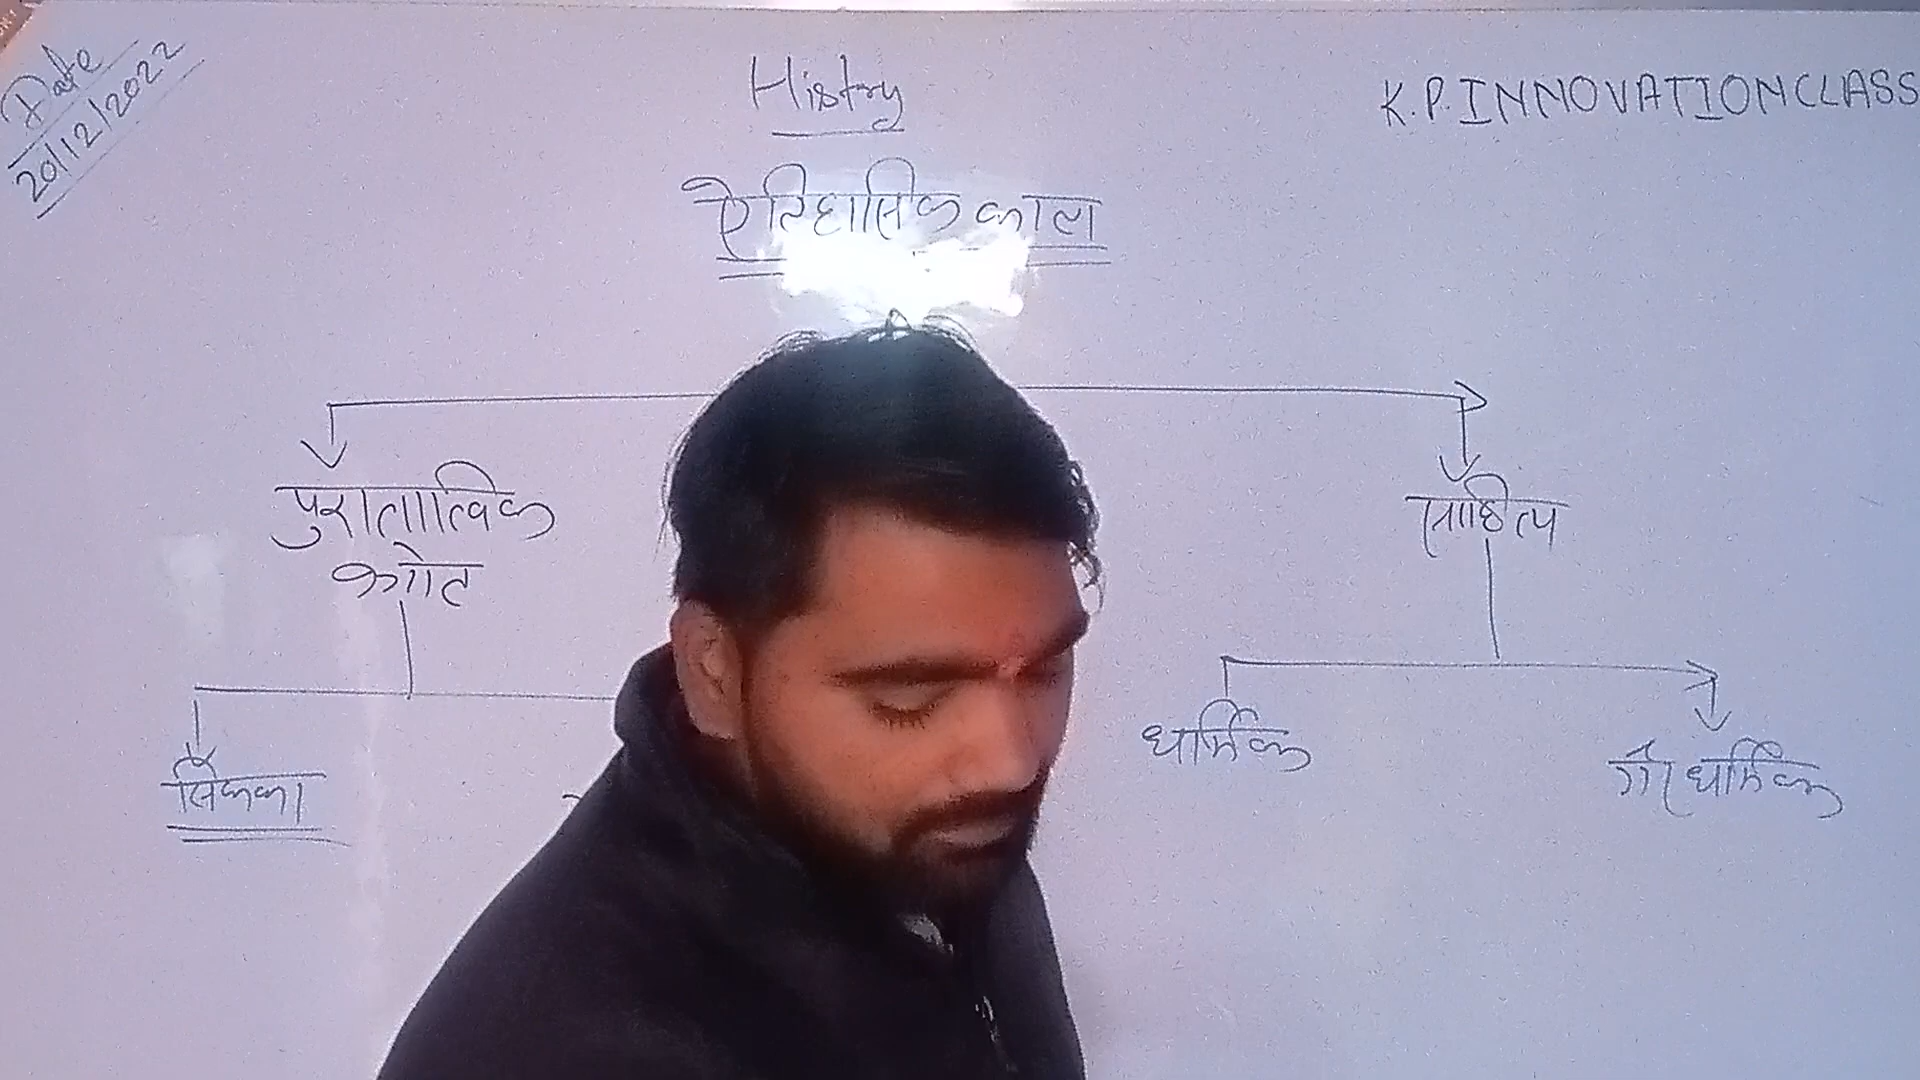 Date
20/12/2022
History
K.P.INNOVATIONCLASS
ऐतिहासिक काल
पुरातात्विक
स्त्रोत
साहित्य
सिक्का
धार्मिक
गैर धार्मिक